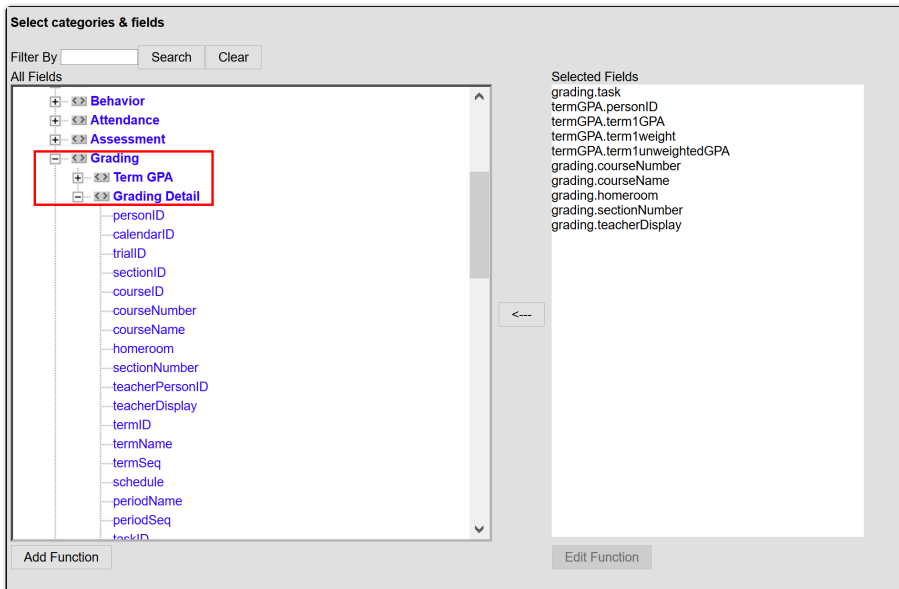 Select categories & fields
Filter By
Search
Clear
All Fields
Behavior
Attendance
Assessment
Grading
Term GPA
Grading Detail
personID
calendarID
trialID
sectionID
courseID
courseNumber
courseName
homeroom
sectionNumber
teacherPersonID
teacherDisplay
termID
termName
termSeq
schedule
periodName
periodSeq
taskID
<---
Selected Fields
grading.task
termGPA.personID
termGPA.term1GPA
termGPA.term1weight
termGPA.term1unweightedGPA
grading.courseNumber
grading.courseName
grading.homeroom
grading.sectionNumber
grading.teacherDisplay
Add Function
Edit Function